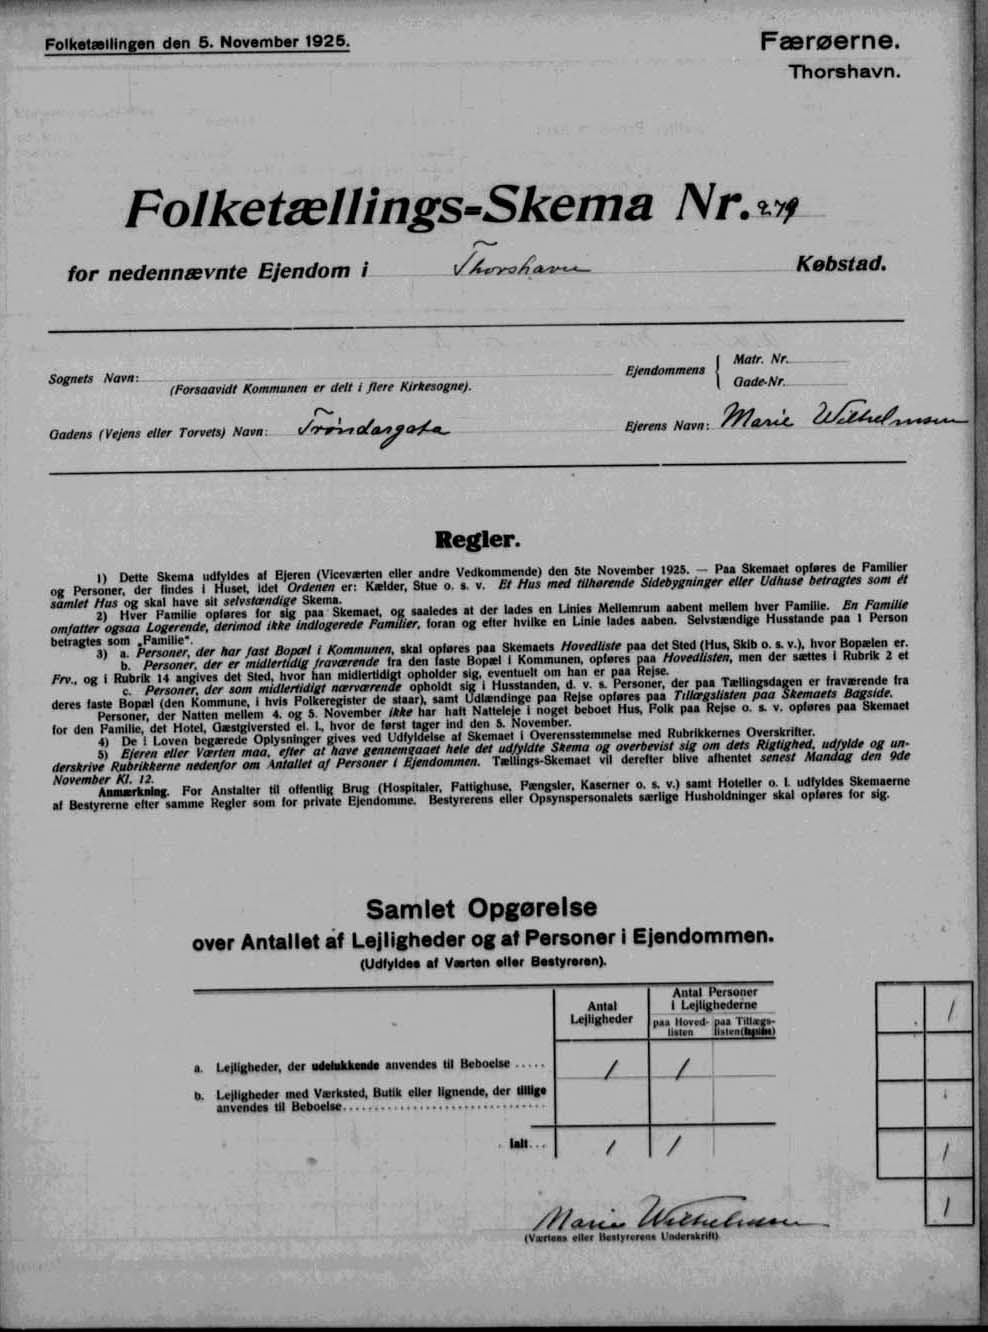 Folketællingen den 5. November 1925.
Færøerne.
Thorshavn.
Folketællings-Skema Nr. 279
for nedennævnte Ejendom i Thorshavn Købstad.
Sognets Navn:
(Forsaavidt Kommunen er delt i flere Kirkesogne).
Ejendommens
Matr. Nr.
Gade-Nr.
Gadens (Vejens eller Torvets) Navn: Tróndargøta
Ejerens Navn: Marie Wilhelmsen
Regler.
1) Dette Skema udfyldes af Ejeren (Viceværten eller andre Vedkommende) den 5te November 1925. — Paa Skemaet opføres de Familier
og Personer, der findes i Huset, idet Ordenen er: Kælder, Stue o. s. v. Et Hus med tilhørende Sidebygninger eller Udhuse betragtes som ét
samlet Hus og skal have sit selvstændige Skema.
2) Hver Familie opføres for sig paa Skemaet, og saaledes at der lades en Linies Mellemrum aabent mellem hver Familie. En Familie
omfatter ogsaa Logerende, derimod ikke indlogerede Familier, foran og efter hvilke en Linie lades aaben. Selvstændige Husstande paa 1 Person
betragtes som „Familie".
3) a. Personer, der har fast Bopæl i Kommunen, skal opføres paa Skemaets Hovedliste paa det Sted (Hus, Skib o. s. v.), hvor Bopælen er.
b. Personer, der er midlertidig fraværende fra den faste Bopæl i Kommunen, opføres paa Hovedlisten, men der sættes i Rubrik 2 et
Frv., og i Rubrik 14 angives det Sted, hvor han midlertidigt opholder sig, eventuelt om han er paa Rejse.
c. Personer, der som midlertidigt nærværende opholdt sig i Husstanden, d. v. s. Personer, der paa Tællingsdagen er fraværende fra
deres faste Bopæl (den Kommune, i hvis Folkeregister de staar), samt Udlændinge paa Rejse opføres paa Tillægslisten paa Skemaets Bagside.
Personer, der Natten mellem 4. og 5. November ikke har haft Natteleje i noget beboet Hus, Folk paa Rejse o. s. v. opføres paa Skemaet
for den Familie, det Hotel, Gæstgiversted el. l., hvor de først tager ind den 5. November.
4) De i Loven begærede Oplysninger gives ved Udfyldelse af Skemaet i Overensstemmelse med Rubrikkernes Overskrifter.
5) Ejeren eller Værten maa, efter at have gennemgaaet hele det udfyldte Skema og overbevist sig om dets Rigtighed, udfylde og un-
derskrive Rubrikkerne nedenfor om Antallet af Personer i Ejendommen. Tællings-Skemaet vil derefter blive afhentet senest Mandag den 9de
November Kl. 12.
Anmærkning. For Anstalter til offentlig Brug (Hospitaler, Fattighuse, Fængsler, Kaserner o. s. v.) samt Hoteller o. l. udfyldes Skemaerne
af Bestyrerne efter samme Regler som for private Ejendomme. Bestyrerens eller Opsynspersonalets særlige Husholdninger skal opføres for sig.
Samlet Opgørelse
over Antallet af Lejligheder og af Personer i Ejendommen.
(Udfyldes af Værten eller Bestyreren).
Antal
Lejligheder
Antal Personer
i Lejlighederne
paa Hoved-
listen
paa Tillægs-
listen (Bagsiden)
1
a. Lejligheder, der udelukkende anvendes til Beboelse ..... 1 1
b. Lejligheder med Værksted, Butik eller lignende, der tillige
anvendes til Beboelse
1
Ialt... 1 1
1
1
Marie Wilhelmsen
(Værtens eller Bestyrerens Underskrift)